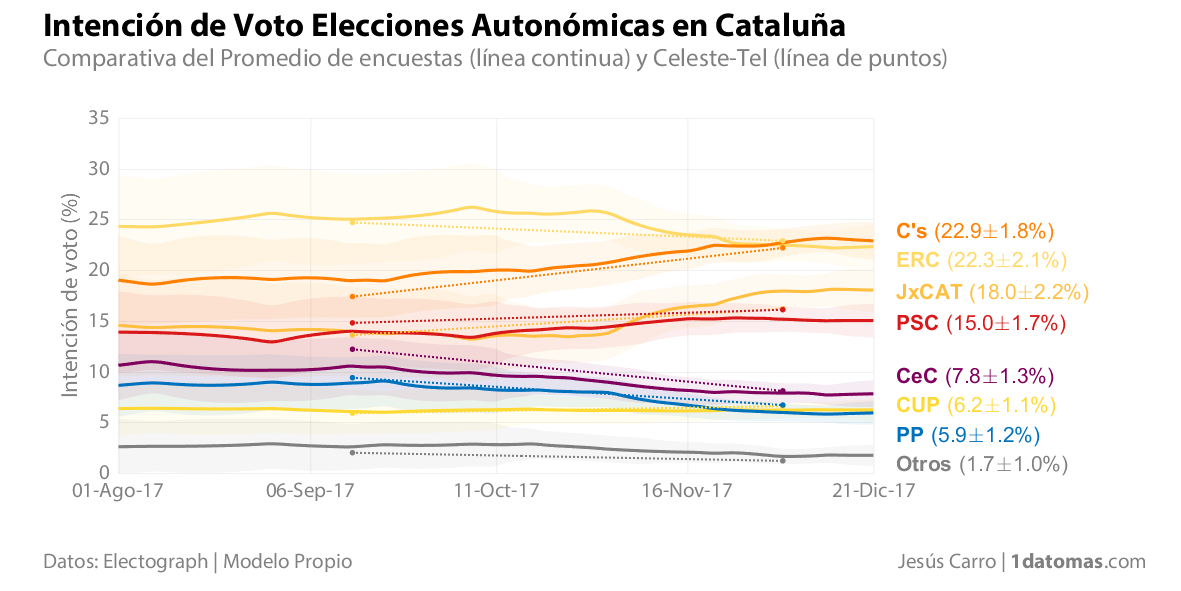 Intención de Voto Elecciones Autonómicas en Cataluña
Comparativa del Promedio de encuestas (línea continua) y Celeste-Tel (línea de puntos)
Intención de voto (%)
35
30
25
20
15
10
5
0
01-Ago-17
06-Sep-17
11-Oct-17
16-Nov-17
21-Dic-17
C's (22.9±1.8%)
ERC (22.3±2.1%)
JxCAT (18.0±2.2%)
PSC (15.0±1.7%)
CeC (7.8±1.3%)
CUP (6.2±1.1%)
PP (5.9±1.2%)
Otros (1.7±1.0%)
Datos: Electograph | Modelo Propio
Jesús Carro | 1datomas.com